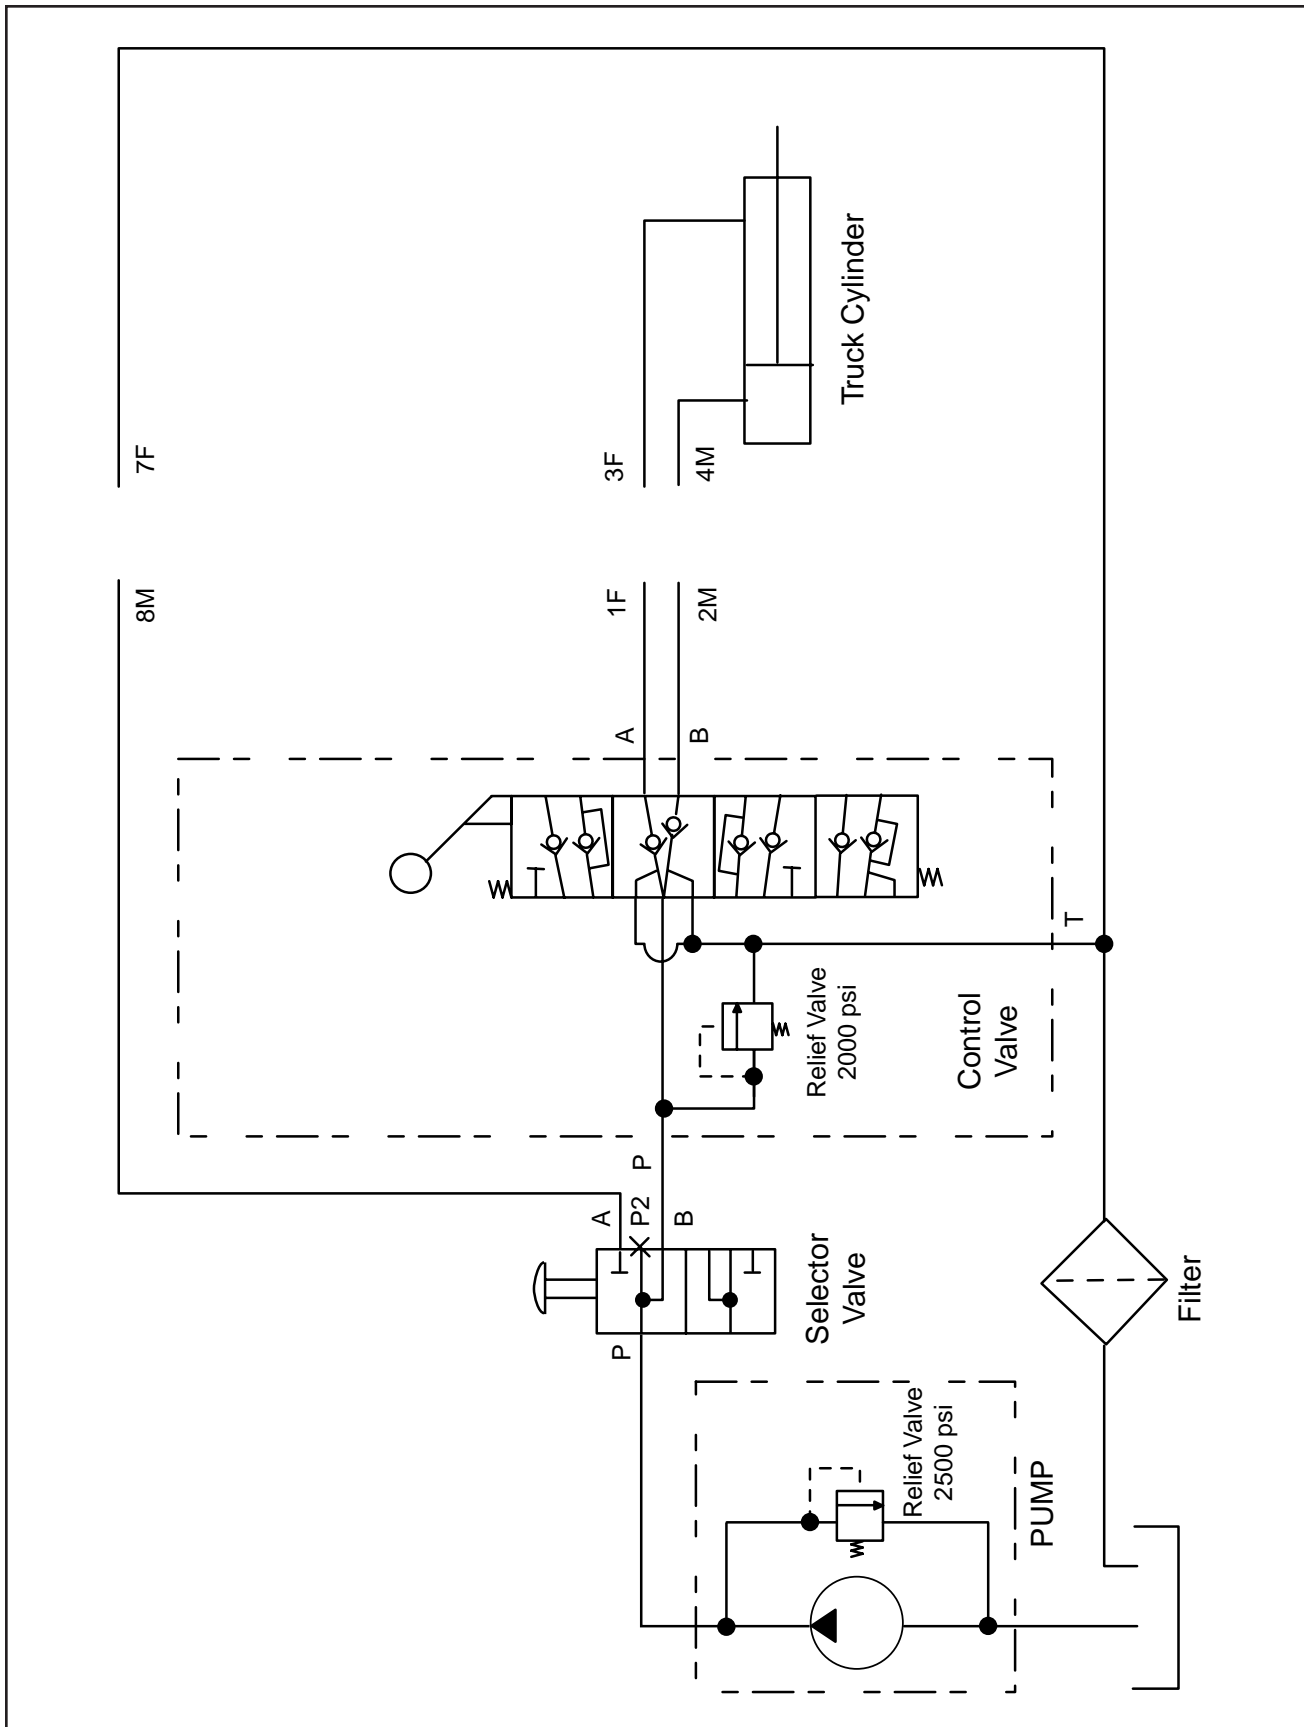 7F
8M
3F
4M
1F
2M
Truck Cylinder
A
B
T
Relief Valve
2000 psi
Control
Valve
P
A
P2
B
P
Selector
Valve
Filter
Relief Valve
2500 psi
PUMP